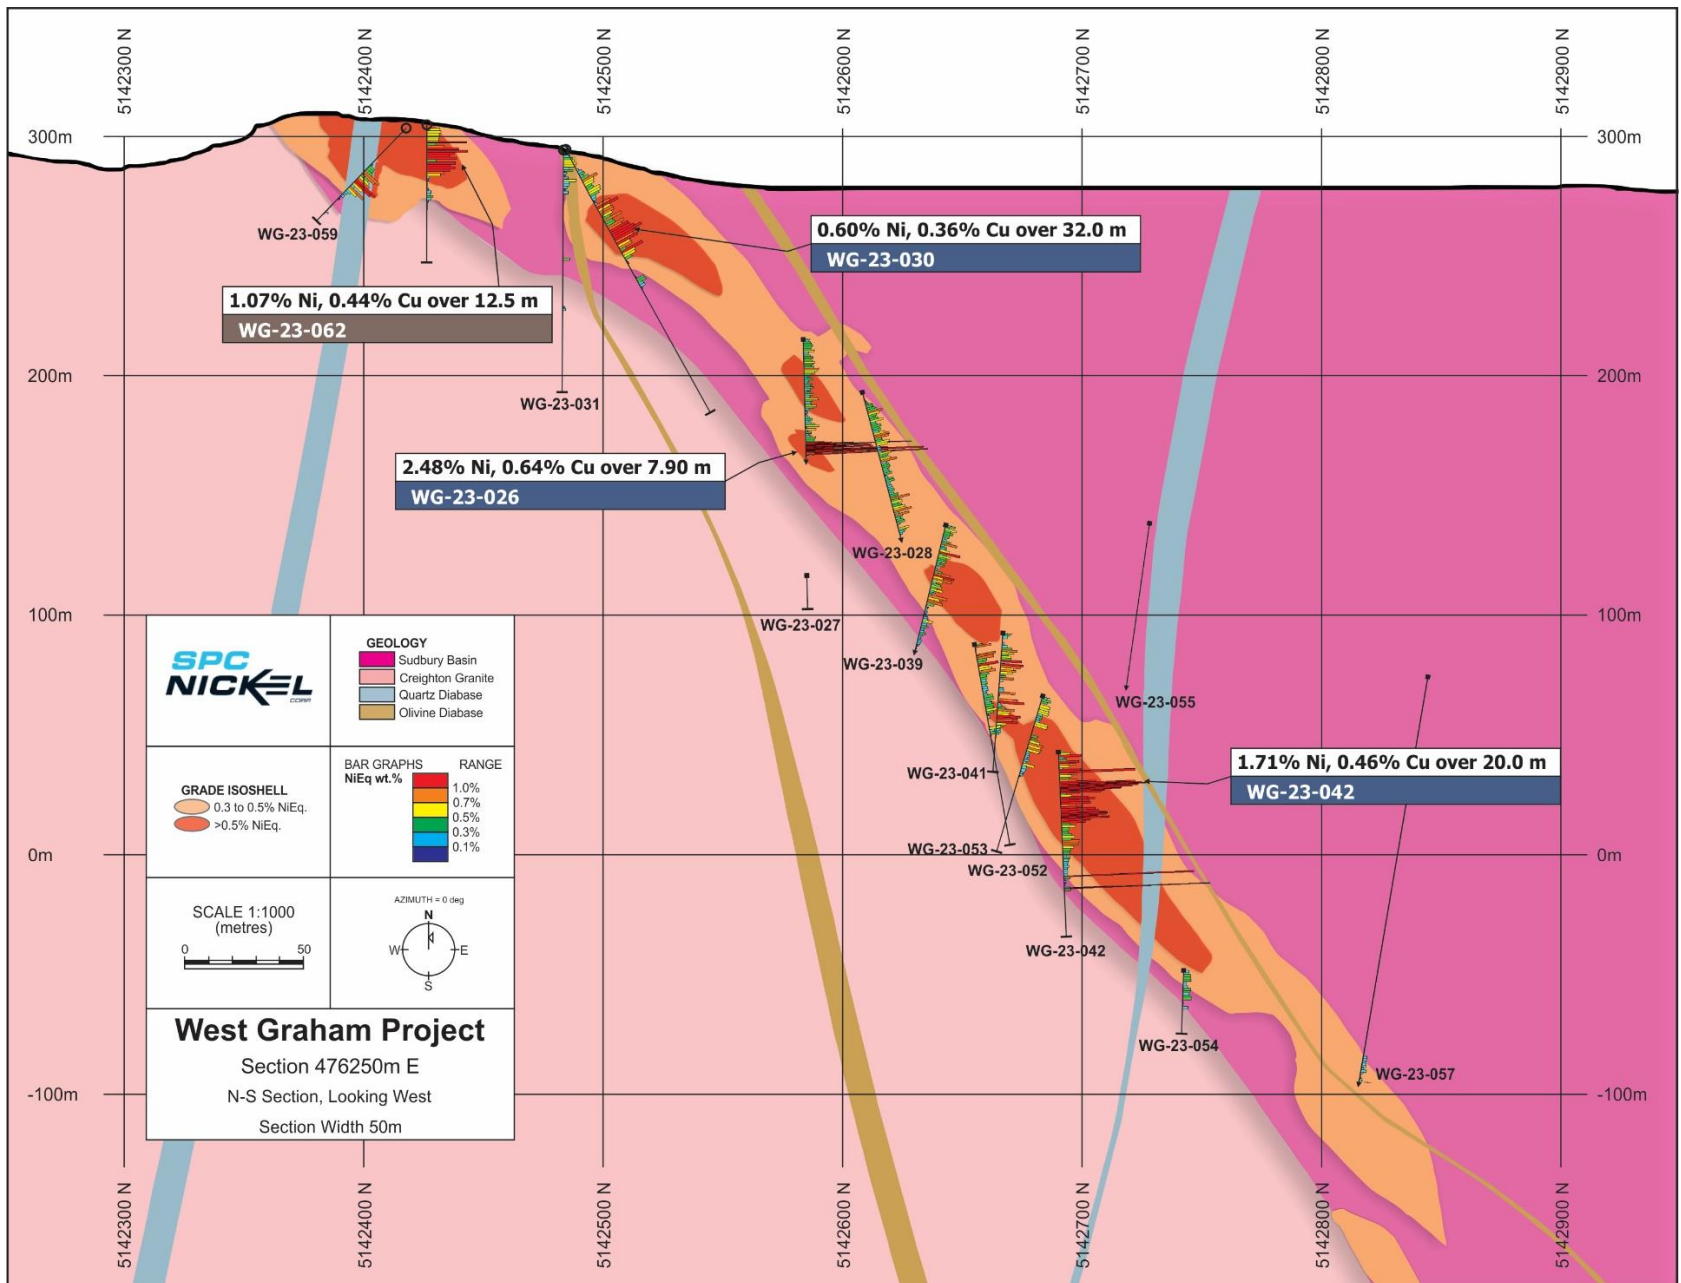 5142300 N
5142400 N
5142500 N
5142600 N
5142700 N
5142800 N
5142900 N
300m
300m
WG-23-059
0.60% Ni, 0.36% Cu over 32.0 m
WG-23-030
1.07% Ni, 0.44% Cu over 12.5 m
WG-23-062
200m
200m
WG-23-031
2.48% Ni, 0.64% Cu over 7.90 m
WG-23-026
WG-23-028
100m
100m
WG-23-027
WG-23-039
WG-23-055
WG-23-041
1.71% Ni, 0.46% Cu over 20.0 m
WG-23-042
WG-23-053
0m
0m
WG-23-052
WG-23-042
WG-23-054
WG-23-057
-100m
-100m
SPC
NICKEL
CORP
GEOLOGY
Sudbury Basin
Creighton Granite
Quartz Diabase
Olivine Diabase
GRADE ISOSHELL
0.3 to 0.5% NiEq.
>0.5% NiEq.
BAR GRAPHS RANGE
NiEq wt.%
1.0%
0.7%
0.5%
0.3%
0.1%
SCALE 1:1000
(metres)
0 50
AZIMUTH = 0 deg
N
W E
S
West Graham Project
Section 476250m E
N-S Section, Looking West
Section Width 50m
5142300 N
5142400 N
5142500 N
5142600 N
5142700 N
5142800 N
5142900 N